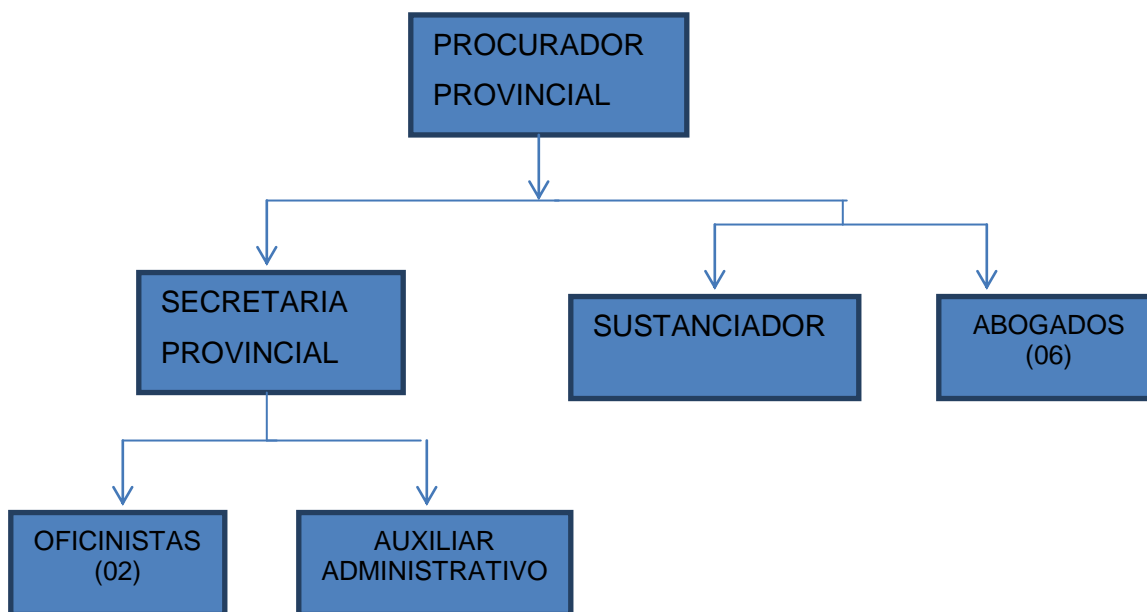 PROCURADOR
PROVINCIAL
SECRETARIA
PROVINCIAL
SUSTANCIADOR
ABOGADOS
(06)
OFICINISTAS
(02)
AUXILIAR
ADMINISTRATIVO